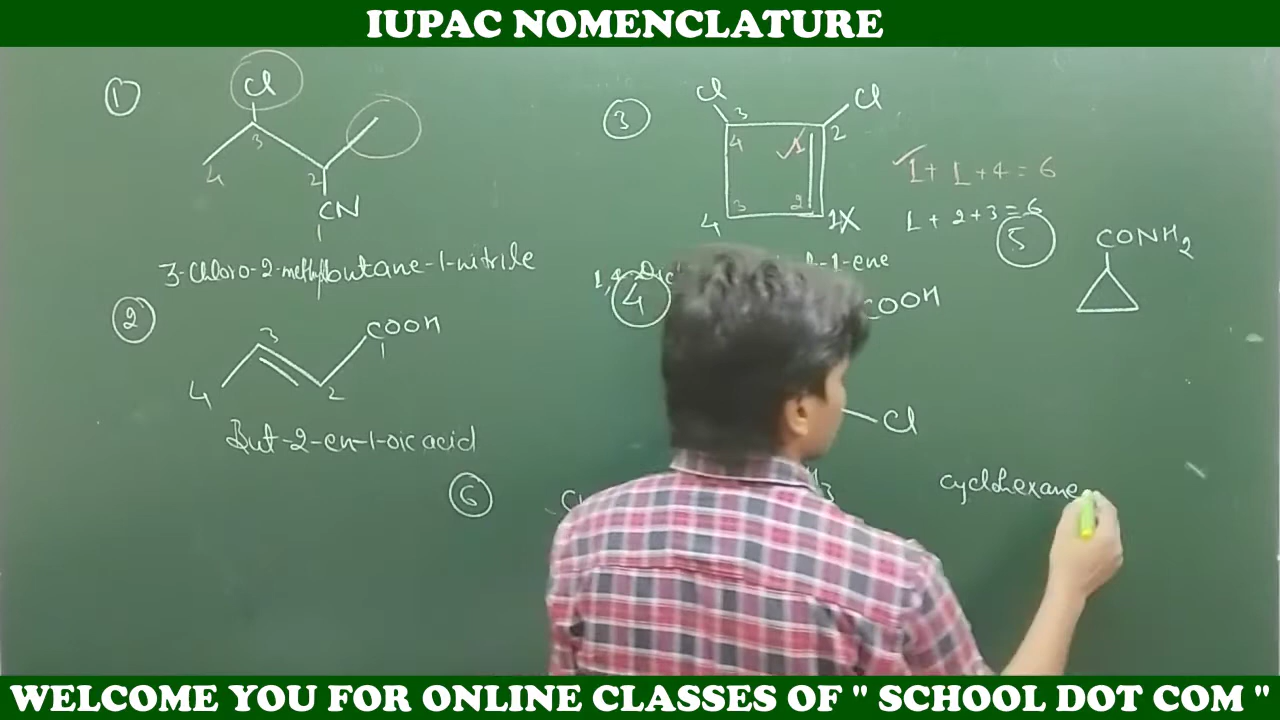 IUPAC NOMENCLATURE
1
Cl
4
3
2
CN
1
3-Chloro-2-methylbutane-1-nitrile
2
COOH
1
4
3
2
But-2-en-1-oic acid
3
Cl
Cl
3
2
4
1
3
2
4
1X
1 + 1 + 4 = 6
1 + 2 + 3 = 6
-1-ene
4
COOH
Cl
5
CONH2
6
3
cyclohexane
WELCOME YOU FOR ONLINE CLASSES OF " SCHOOL DOT COM "